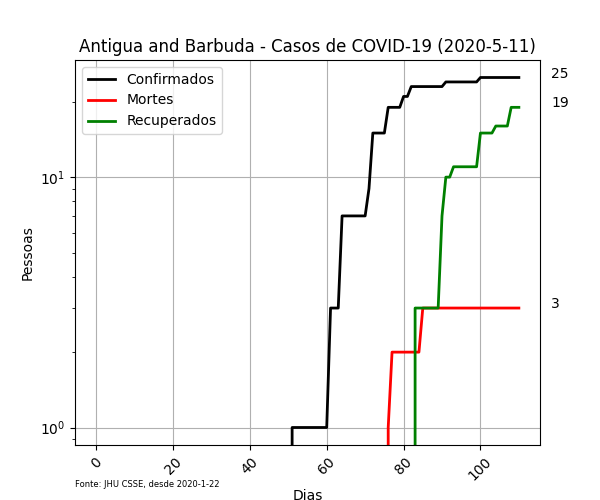 Antigua and Barbuda - Casos de COVID-19 (2020-5-11)
Confirmados
Mortes
Recuperados
25
19
3
10¹
10⁰
Pessoas
0 20 40 60 80 100
Fonte: JHU CSSE, desde 2020-1-22
Dias